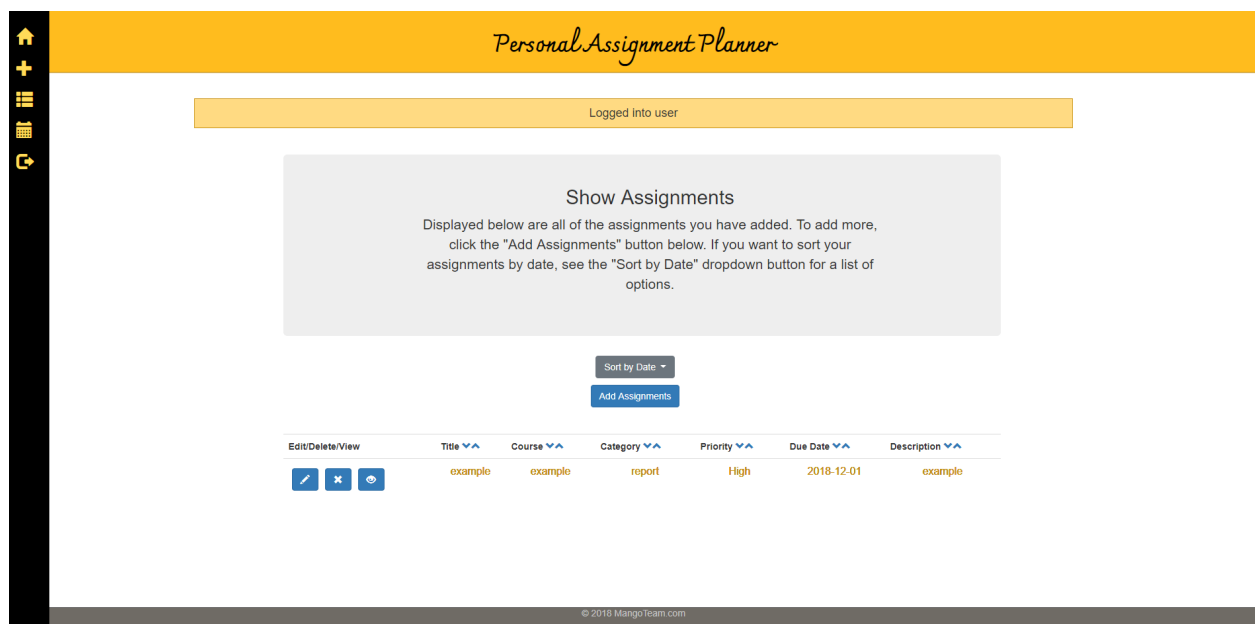 Personal Assignment Planner
Logged into user
Show Assignments
Displayed below are all of the assignments you have added. To add more,
click the "Add Assignments" button below. If you want to sort your
assignments by date, see the "Sort by Date" dropdown button for a list of
options.
Sort by Date
Add Assignments
Edit/Delete/View Title Course Category Priority Due Date Description
example example report High 2018-12-01 example
© 2018 MangoTeam.com